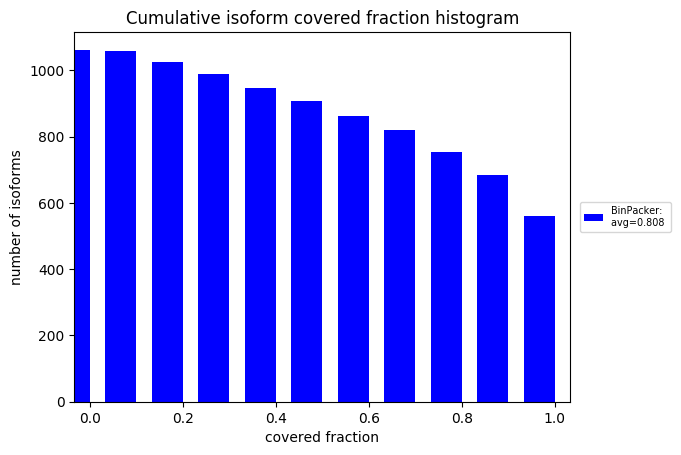 Cumulative isoform covered fraction histogram
number of isoforms
1000
800
600
400
200
0
0.0 0.2 0.4 0.6 0.8 1.0
covered fraction
BinPacker:
avg=0.808